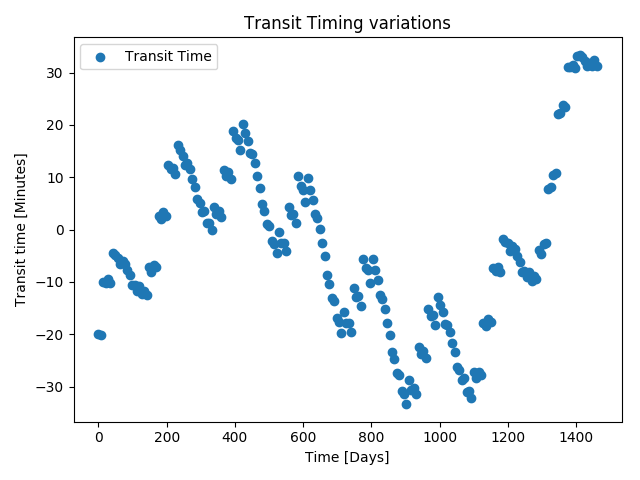 Transit Timing variations
Transit Time
Transit time [Minutes]
30
20
10
0
−10
−20
−30
0 200 400 600 800 1000 1200 1400
Time [Days]